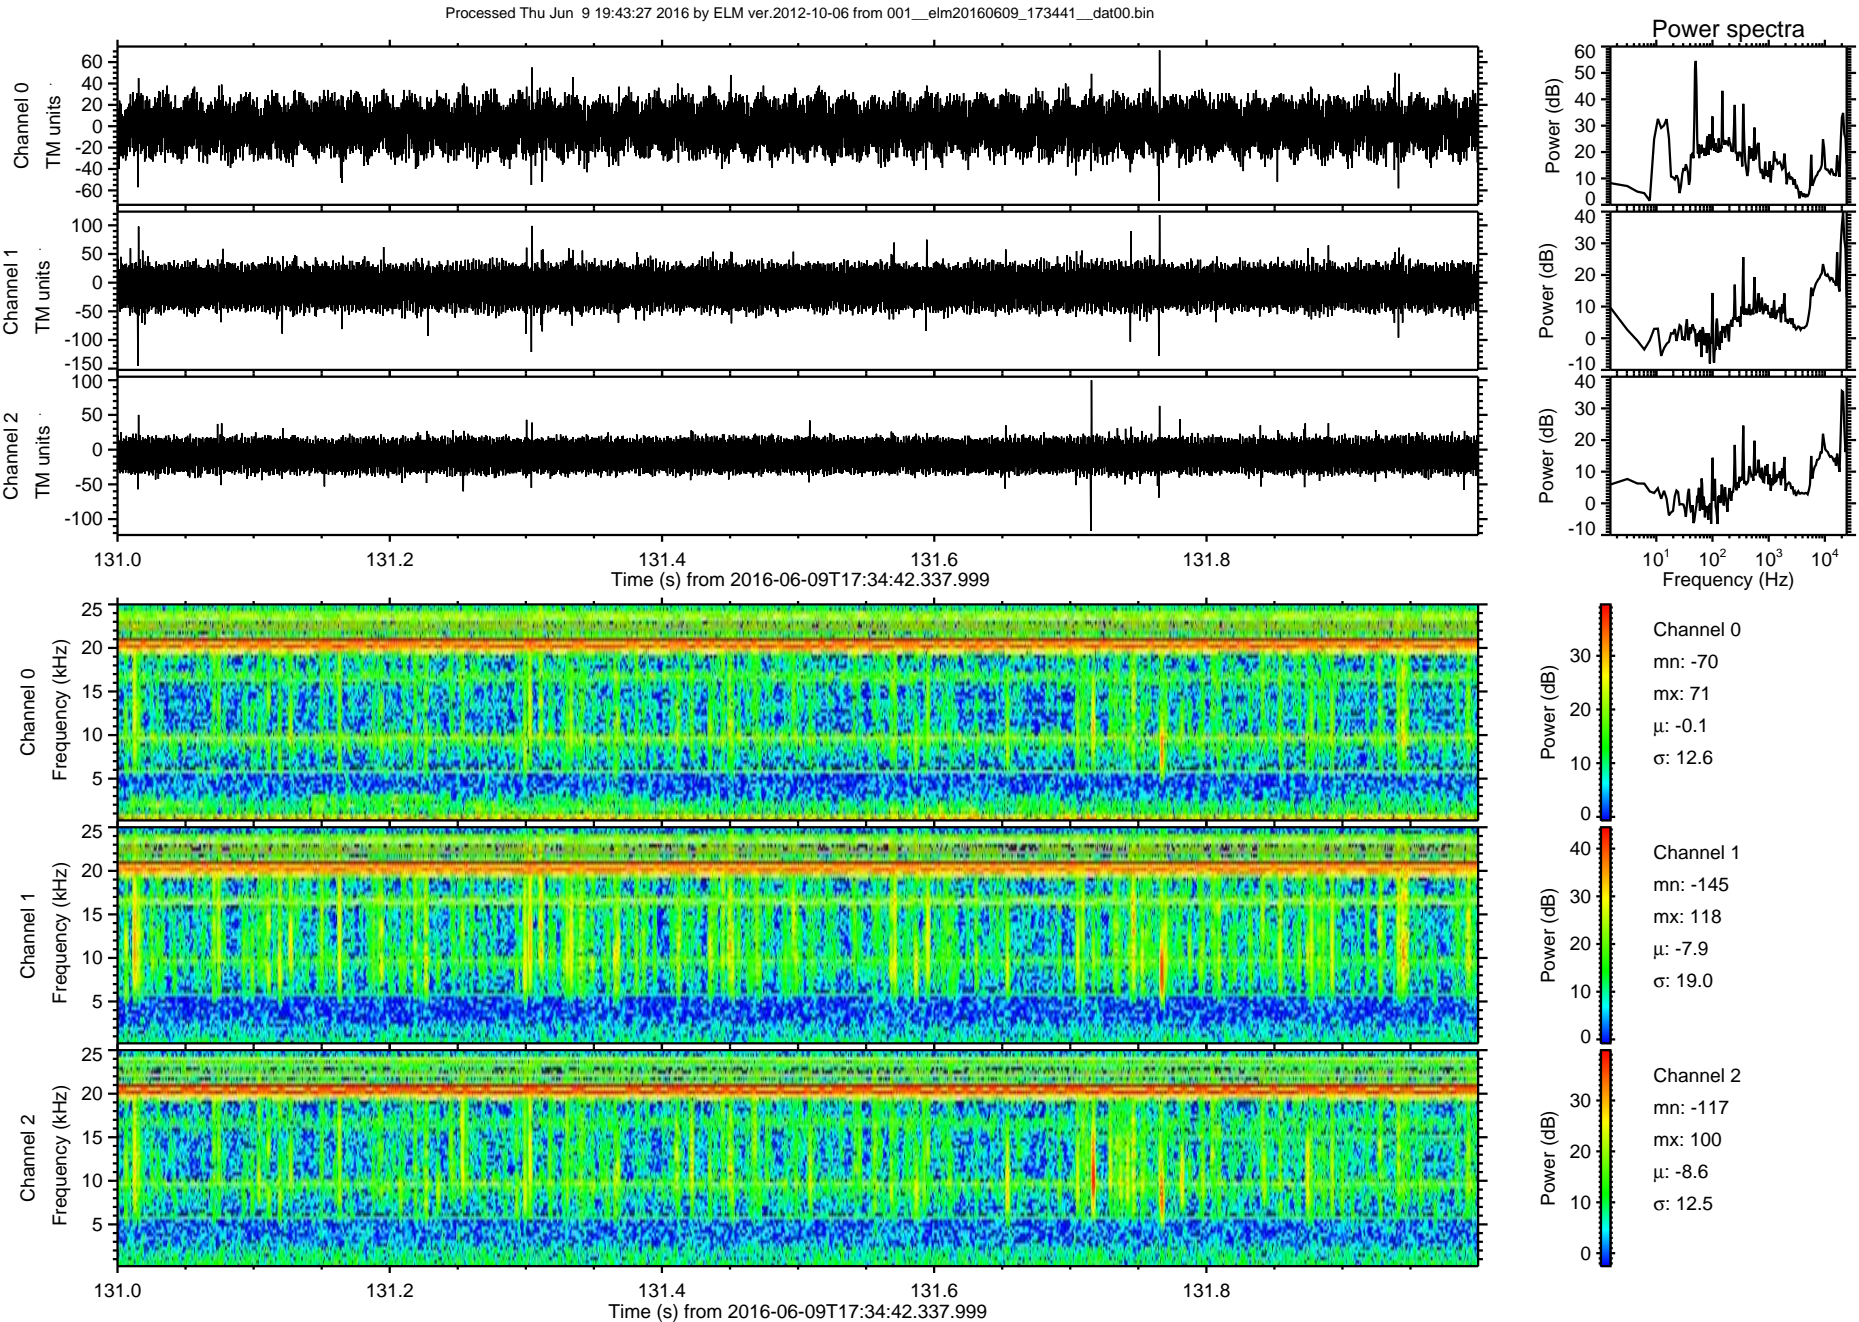 Processed Thu Jun  9 19:43:27 2016 by ELM ver.2012-10-06 from 001__elm20160609_173441__dat00.bin
Power spectra
Channel 0
TM units
60
40
20
0
-20
-40
-60
Power (dB)
60
50
40
30
20
10
0
Channel 1
TM units
100
50
0
-50
-100
-150
Power (dB)
40
30
20
10
0
-10
Channel 2
TM units
100
50
0
-50
-100
Power (dB)
40
30
20
10
0
-10
131.0
131.2
131.4
131.6
131.8
Time (s) from 2016-06-09T17:34:42.337.999
10^1
10^2
10^3
10^4
Frequency (Hz)
Channel 0
Frequency (kHz)
25
20
15
10
5
Power (dB)
30
20
10
0
Channel 0
mn: -70
mx: 71
μ: -0.1
σ: 12.6
Channel 1
Frequency (kHz)
25
20
15
10
5
Power (dB)
40
30
20
10
0
Channel 1
mn: -145
mx: 118
μ: -7.9
σ: 19.0
Channel 2
Frequency (kHz)
25
20
15
10
5
Power (dB)
30
20
10
0
Channel 2
mn: -117
mx: 100
μ: -8.6
σ: 12.5
131.0
131.2
131.4
131.6
131.8
Time (s) from 2016-06-09T17:34:42.337.999